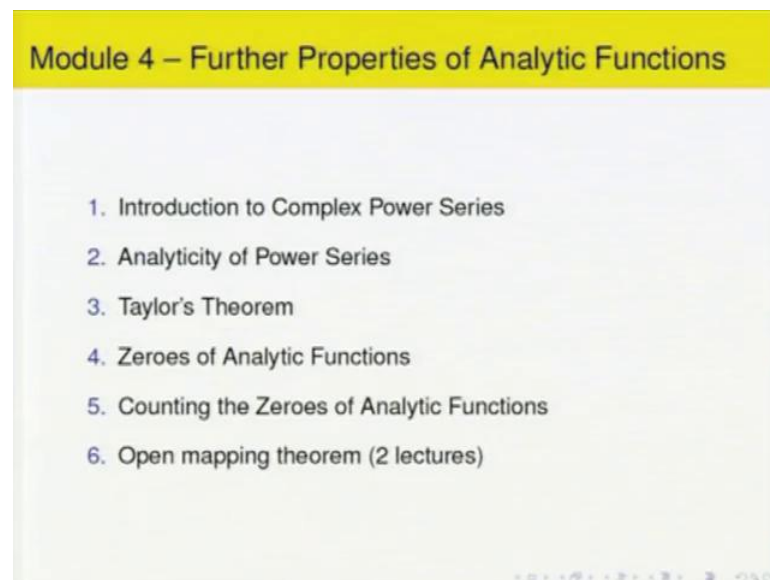 Module 4 – Further Properties of Analytic Functions
1. Introduction to Complex Power Series
2. Analyticity of Power Series
3. Taylor's Theorem
4. Zeroes of Analytic Functions
5. Counting the Zeroes of Analytic Functions
6. Open mapping theorem (2 lectures)